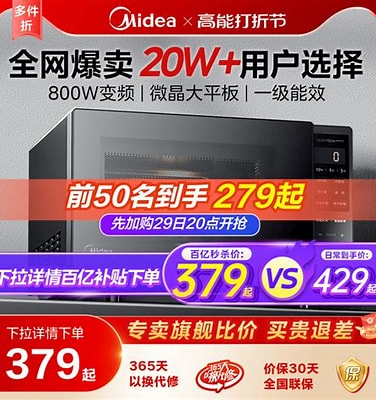 多件折
Midea × 高能打折节
全网爆卖 20W+用户选择
800W变频 | 微晶大平板 | 一级能效
前50名到手 279起
先加购29日20点开抢
Midea
百亿秒杀价:
日常到手价:
下拉详情百亿补贴下单 379起 VS 429起
下拉详情下单
379起
专卖旗舰比价 买贵退差
365天
以换代修
只换不修
价保30天
全国联保
保